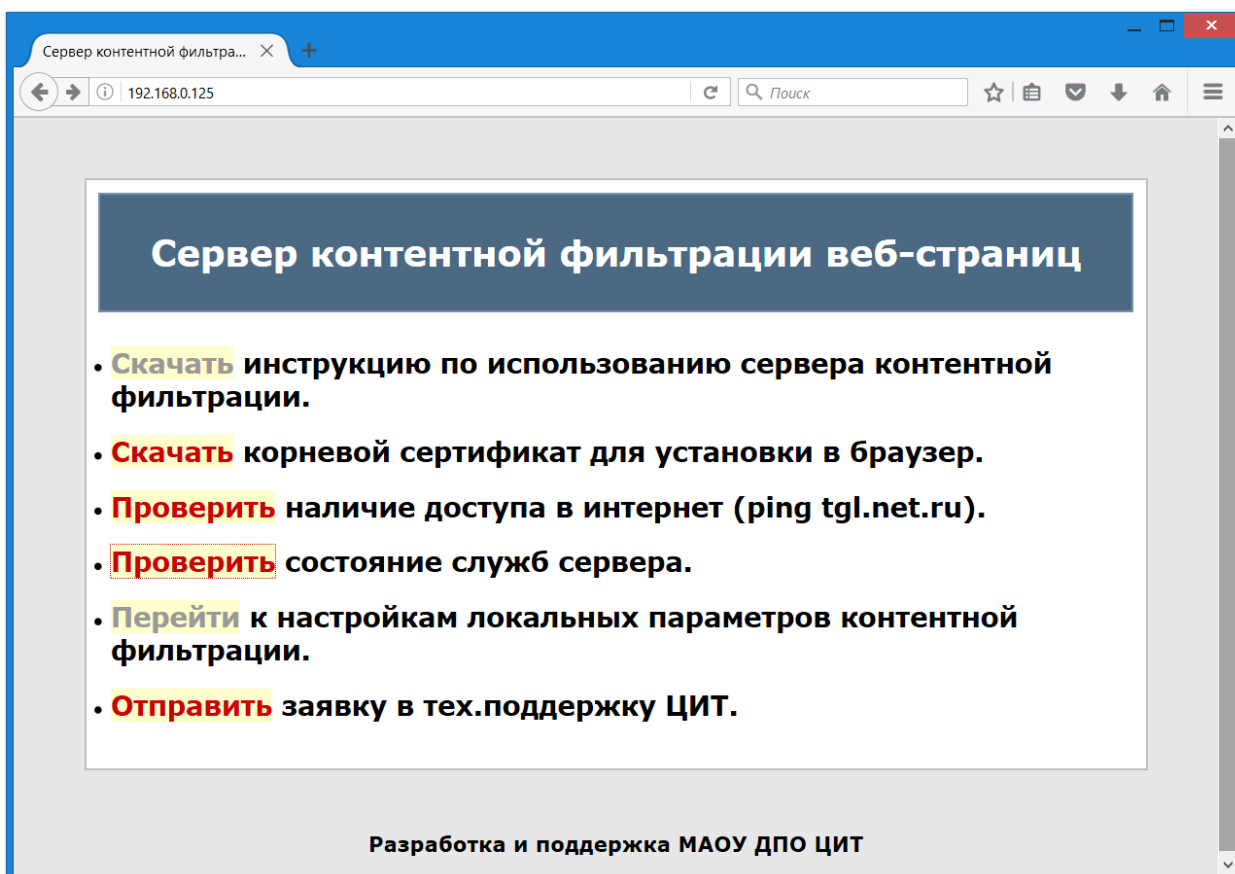 Сервер контентной фильтра...
192.168.0.125
Поиск
Сервер контентной фильтрации веб-страниц
• Скачать инструкцию по использованию сервера контентной
фильтрации.
• Скачать корневой сертификат для установки в браузер.
• Проверить наличие доступа в интернет (ping tgl.net.ru).
• Проверить состояние служб сервера.
• Перейти к настройкам локальных параметров контентной
фильтрации.
• Отправить заявку в тех.поддержку ЦИТ.
Разработка и поддержка МАОУ ДПО ЦИТ